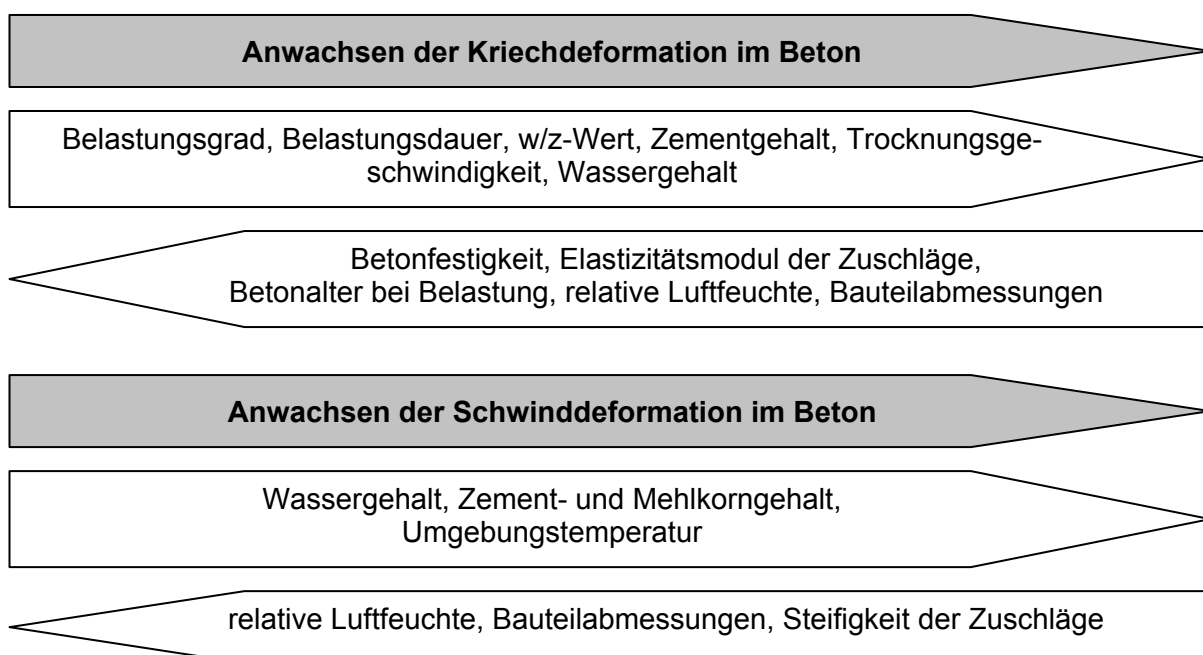 Anwachsen der Kriechdeformation im Beton
Belastungsgrad, Belastungsdauer, w/z-Wert, Zementgehalt, Trocknungsge-
schwindigkeit, Wassergehalt
Betonfestigkeit, Elastizitätsmodul der Zuschläge,
Betonalter bei Belastung, relative Luftfeuchte, Bauteilabmessungen
Anwachsen der Schwinddeformation im Beton
Wassergehalt, Zement- und Mehlkorngehalt,
Umgebungstemperatur
relative Luftfeuchte, Bauteilabmessungen, Steifigkeit der Zuschläge